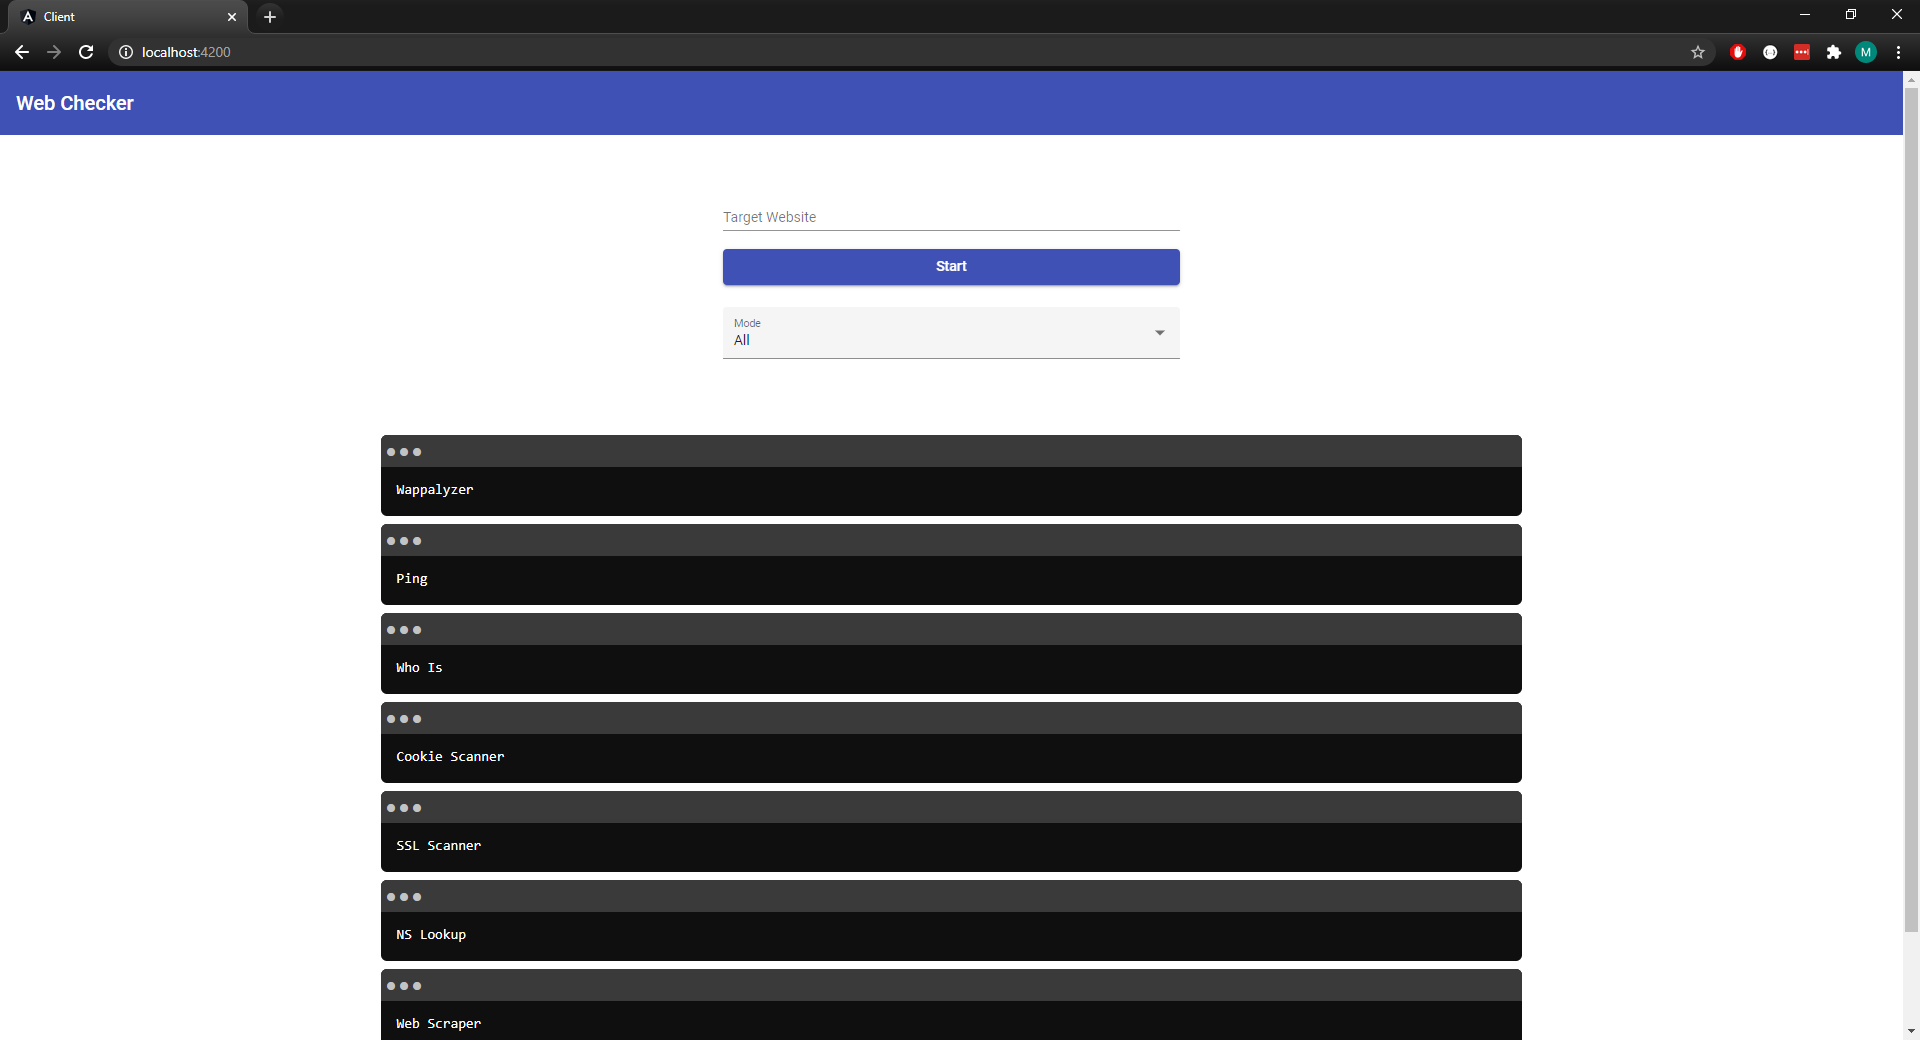 Client
localhost:4200
M
Web Checker
Target Website
Start
Mode
All
Wappalyzer
Ping
Who Is
Cookie Scanner
SSL Scanner
NS Lookup
Web Scraper